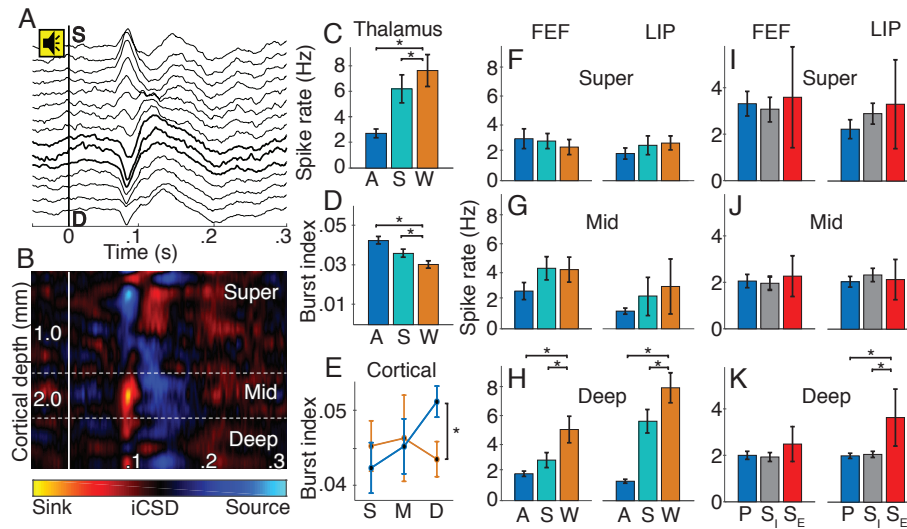 A
S
D
0
.1
.2
.3
Time (s)
B
Cortical depth (mm)
1.0
2.0
Super
Mid
Deep
.1
.2
.3
Sink
iCSD
Source
C
Thalamus
Spike rate (Hz)
8
6
4
2
0
*
*
A S W
D
Burst index
.05
.03
.01
*
*
A S W
E
Cortical
Burst index
.05
.04
*
S M D
FEF
LIP
F
Super
8
6
4
2
0
G
Mid
Spike rate (Hz)
8
6
4
2
0
H
Deep
8
6
4
2
0
*
*
*
*
A S W
A S W
FEF
LIP
I
Super
4
2
0
J
Mid
4
2
0
K
Deep
4
2
0
*
*
P SI SE
P SI SE